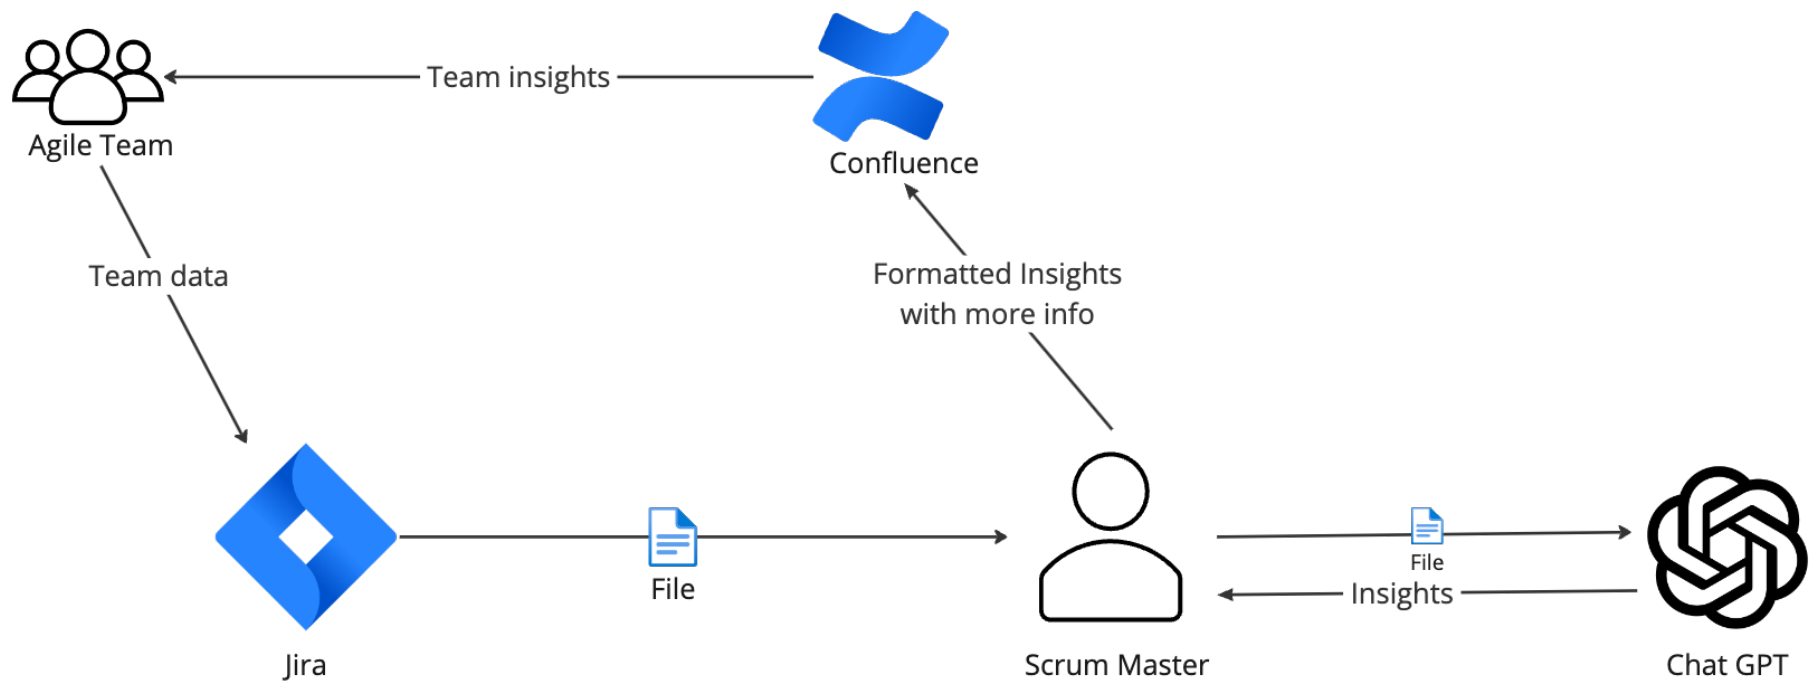 Team insights
Agile Team
Confluence
Team data
Formatted Insights
with more info
File
File
Insights
Jira
Scrum Master
Chat GPT